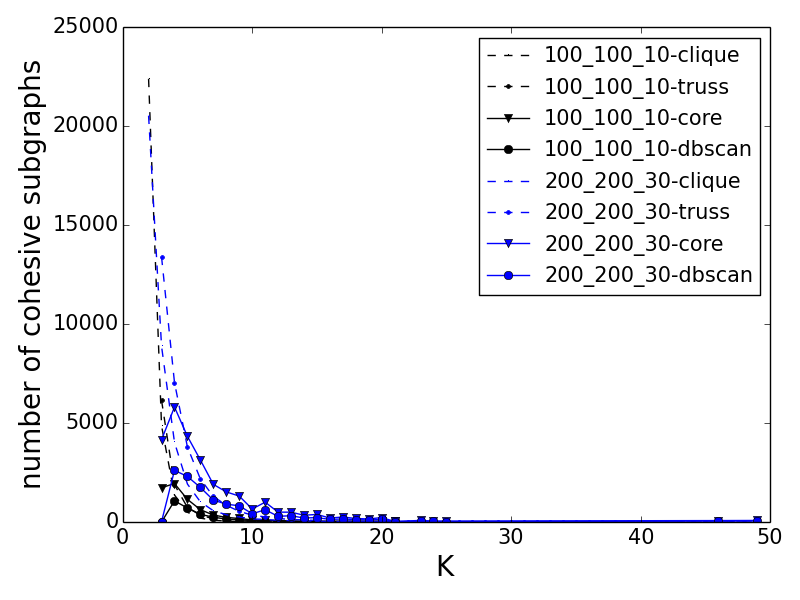 number of cohesive subgraphs
25000
20000
15000
10000
5000
0
0
10
20
30
40
50
K
100_100_10-clique
100_100_10-truss
100_100_10-core
100_100_10-dbscan
200_200_30-clique
200_200_30-truss
200_200_30-core
200_200_30-dbscan